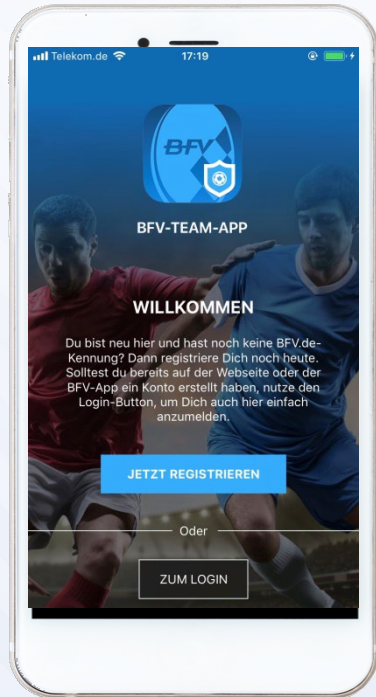 Telekom.de
17:19
BFV
BFV-TEAM-APP
WILLKOMMEN
Du bist neu hier und hast noch keine BFV.de-
Kennung? Dann registriere Dich noch heute.
Solltest du bereits auf der Webseite oder der
BFV-App ein Konto erstellt haben, nutze den
Login-Button, um Dich auch hier einfach
anzumelden.
JETZT REGISTRIEREN
Oder
ZUM LOGIN